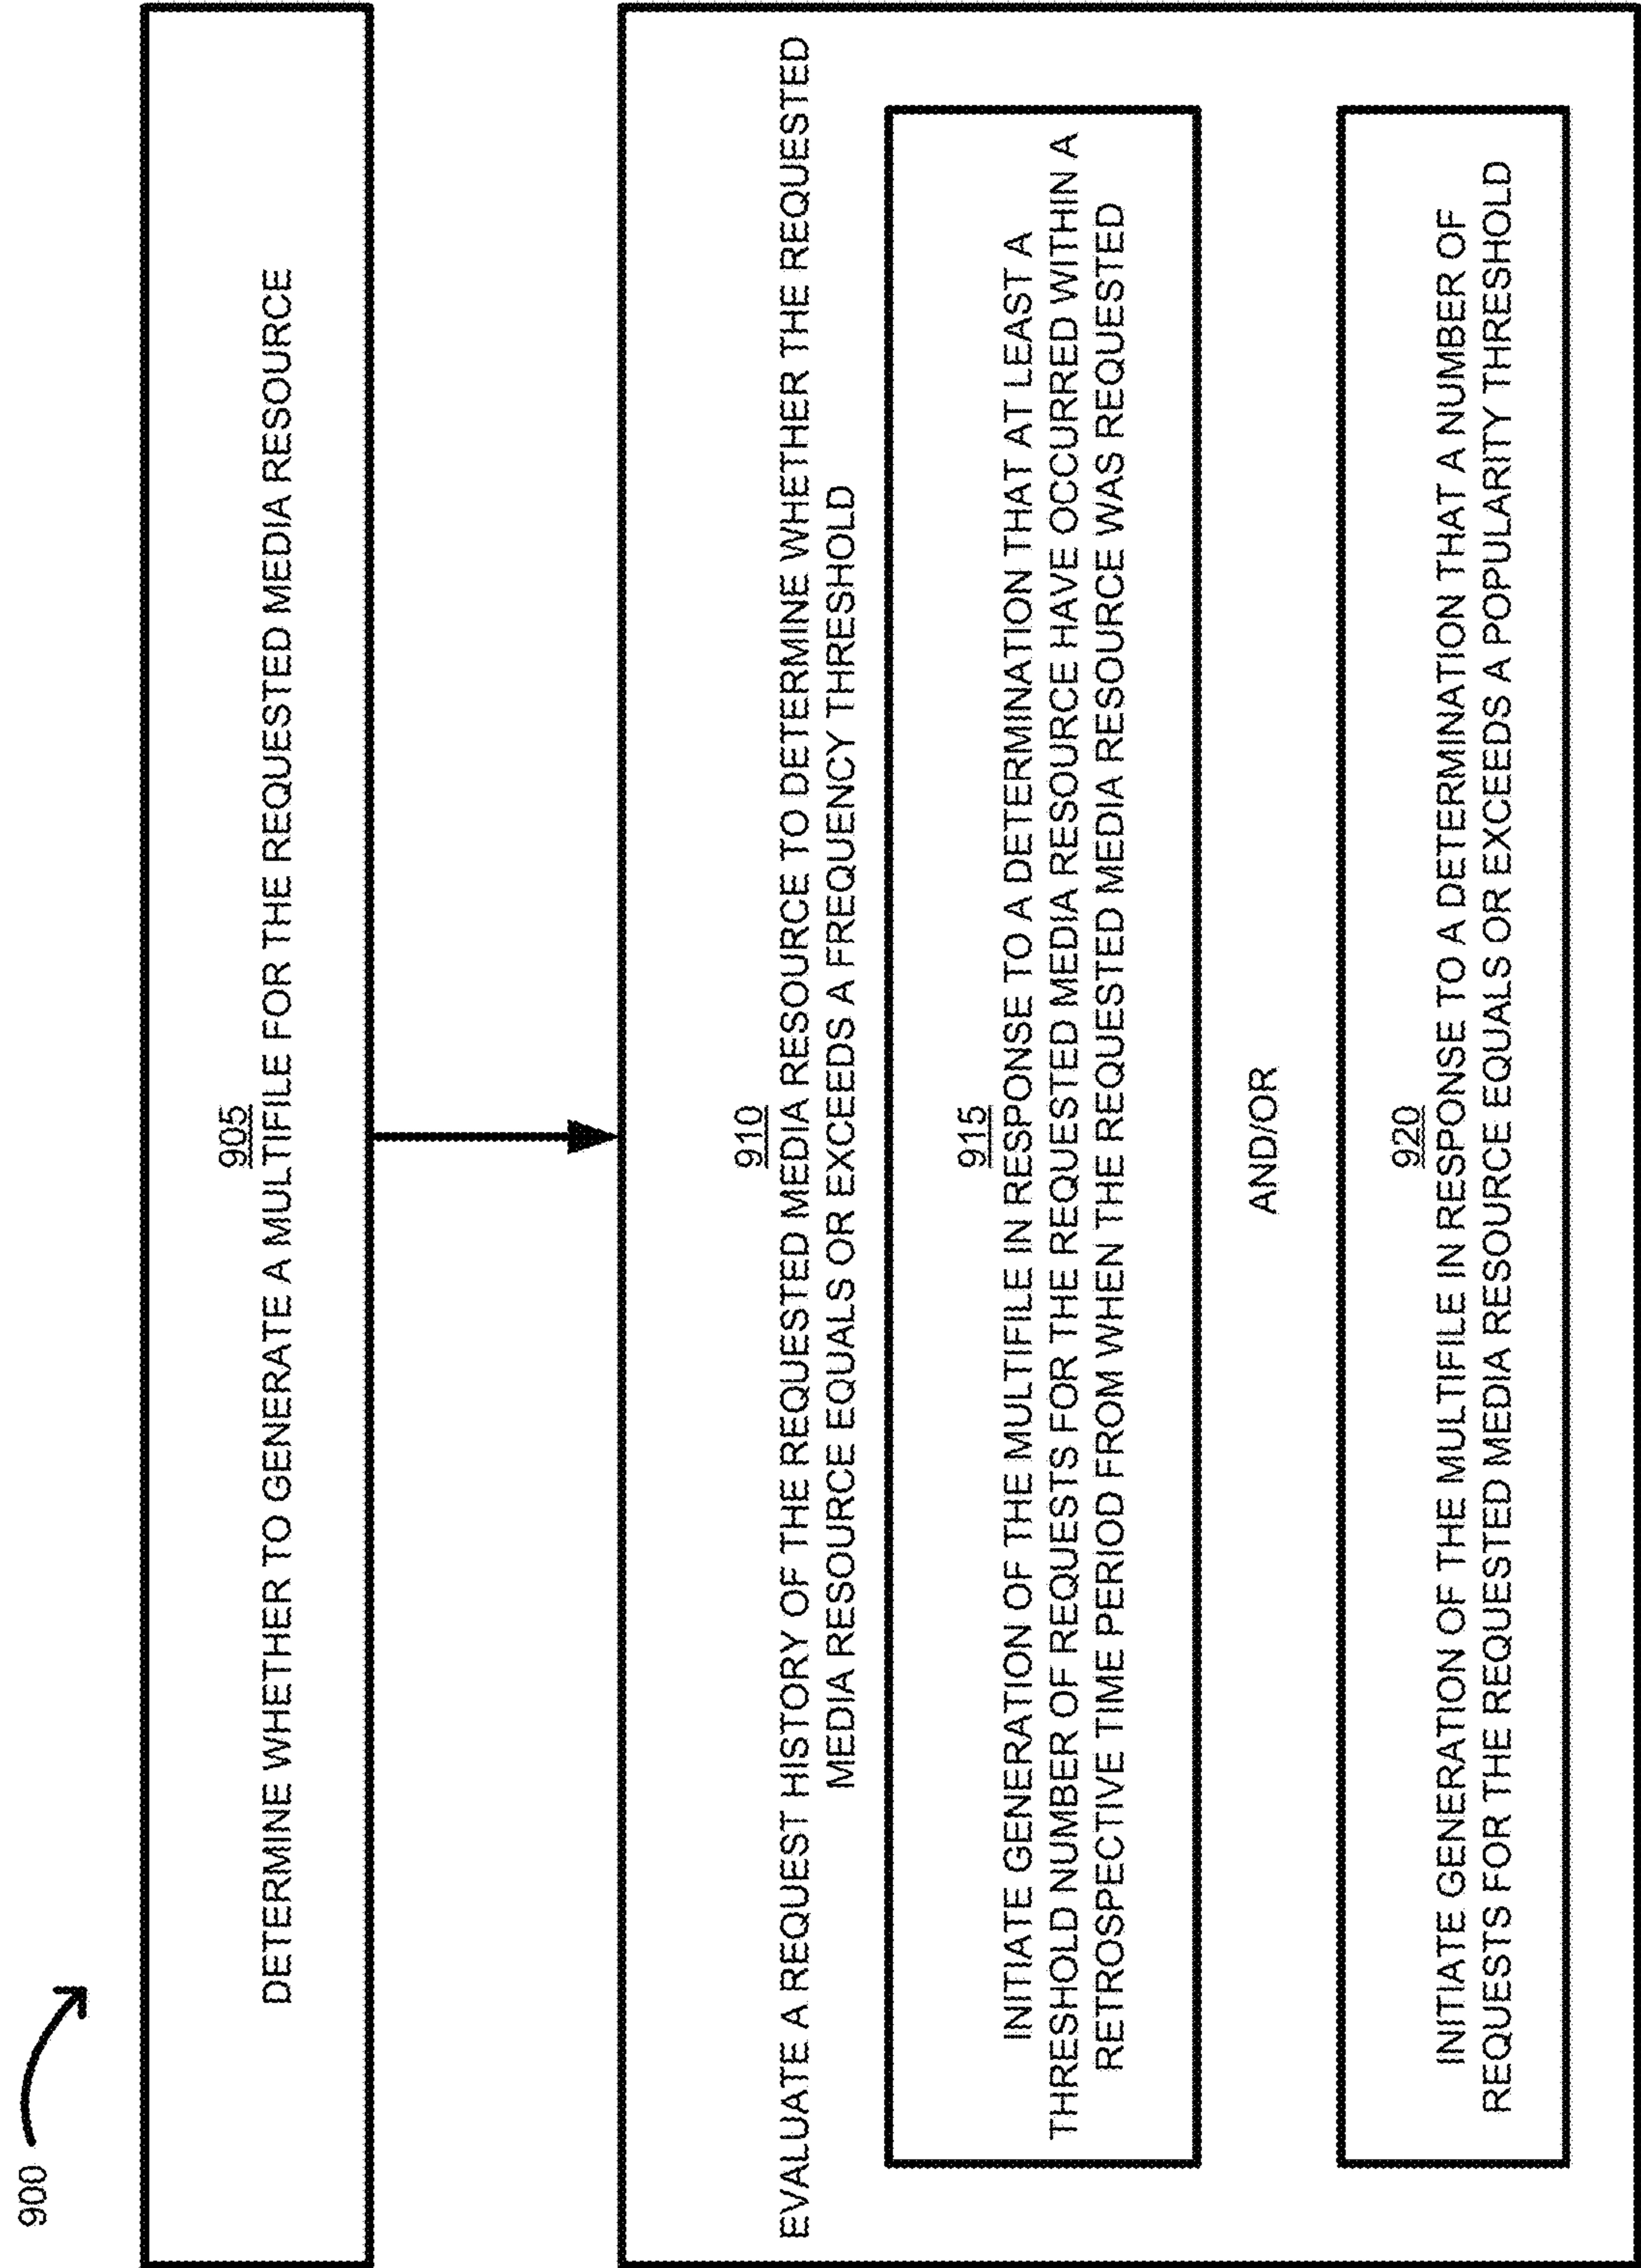 900
905
DETERMINE WHETHER TO GENERATE A MULTIFILE FOR THE REQUESTED MEDIA RESOURCE
910
EVALUATE A REQUEST HISTORY OF THE REQUESTED MEDIA RESOURCE TO DETERMINE WHETHER THE REQUESTED
MEDIA RESOURCE EQUALS OR EXCEEDS A FREQUENCY THRESHOLD
915
INITIATE GENERATION OF THE MULTIFILE IN RESPONSE TO A DETERMINATION THAT AT LEAST A
THRESHOLD NUMBER OF REQUESTS FOR THE REQUESTED MEDIA RESOURCE HAVE OCCURRED WITHIN A
RETROSPECTIVE TIME PERIOD FROM WHEN THE REQUESTED MEDIA RESOURCE WAS REQUESTED
AND/OR
920
INITIATE GENERATION OF THE MULTIFILE IN RESPONSE TO A DETERMINATION THAT A NUMBER OF
REQUESTS FOR THE REQUESTED MEDIA RESOURCE EQUALS OR EXCEEDS A POPULARITY THRESHOLD